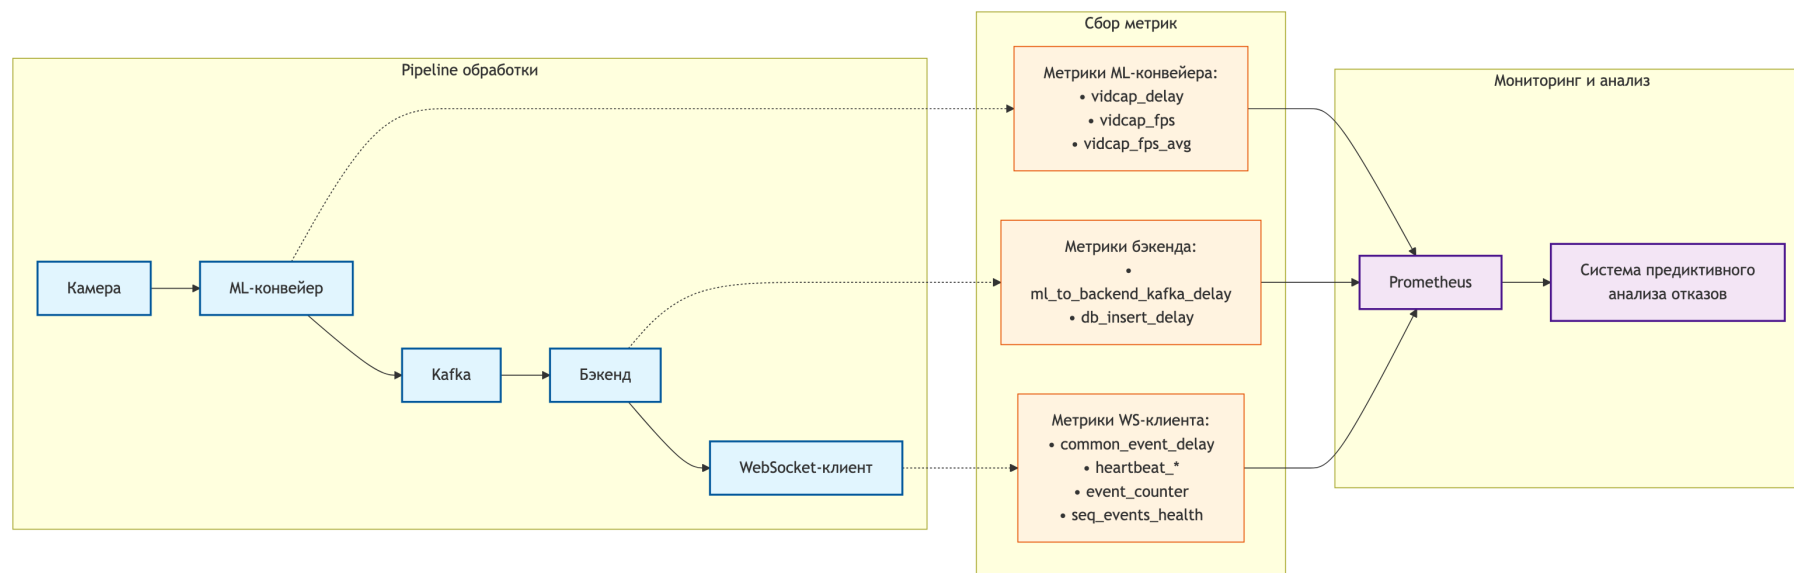 Pipeline обработки
Камера
ML-конвейер
Kafka
Бэкенд
WebSocket-клиент
Сбор метрик
Метрики ML-конвейера:
• vidcap_delay
• vidcap_fps
• vidcap_fps_avg
Метрики бэкенда:
•
ml_to_backend_kafka_delay
• db_insert_delay
Метрики WS-клиента:
• common_event_delay
• heartbeat_*
• event_counter
• seq_events_health
Мониторинг и анализ
Prometheus
Система предиктивного
анализа отказов